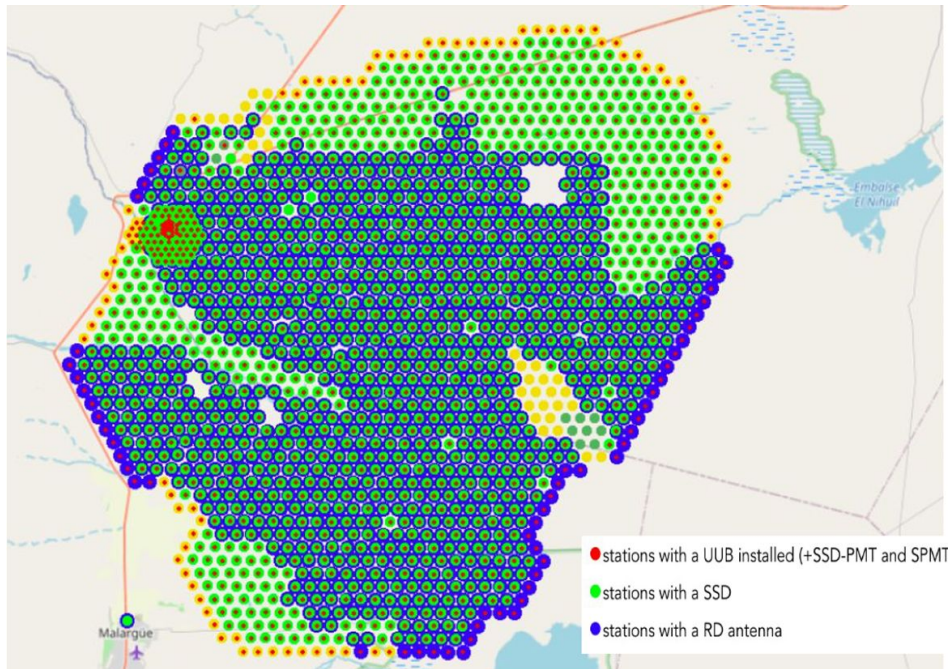 Embalse
El Nihuil
stations with a UUB installed (+SSD-PMT and SPMT
stations with a SSD
stations with a RD antenna
Malargüe